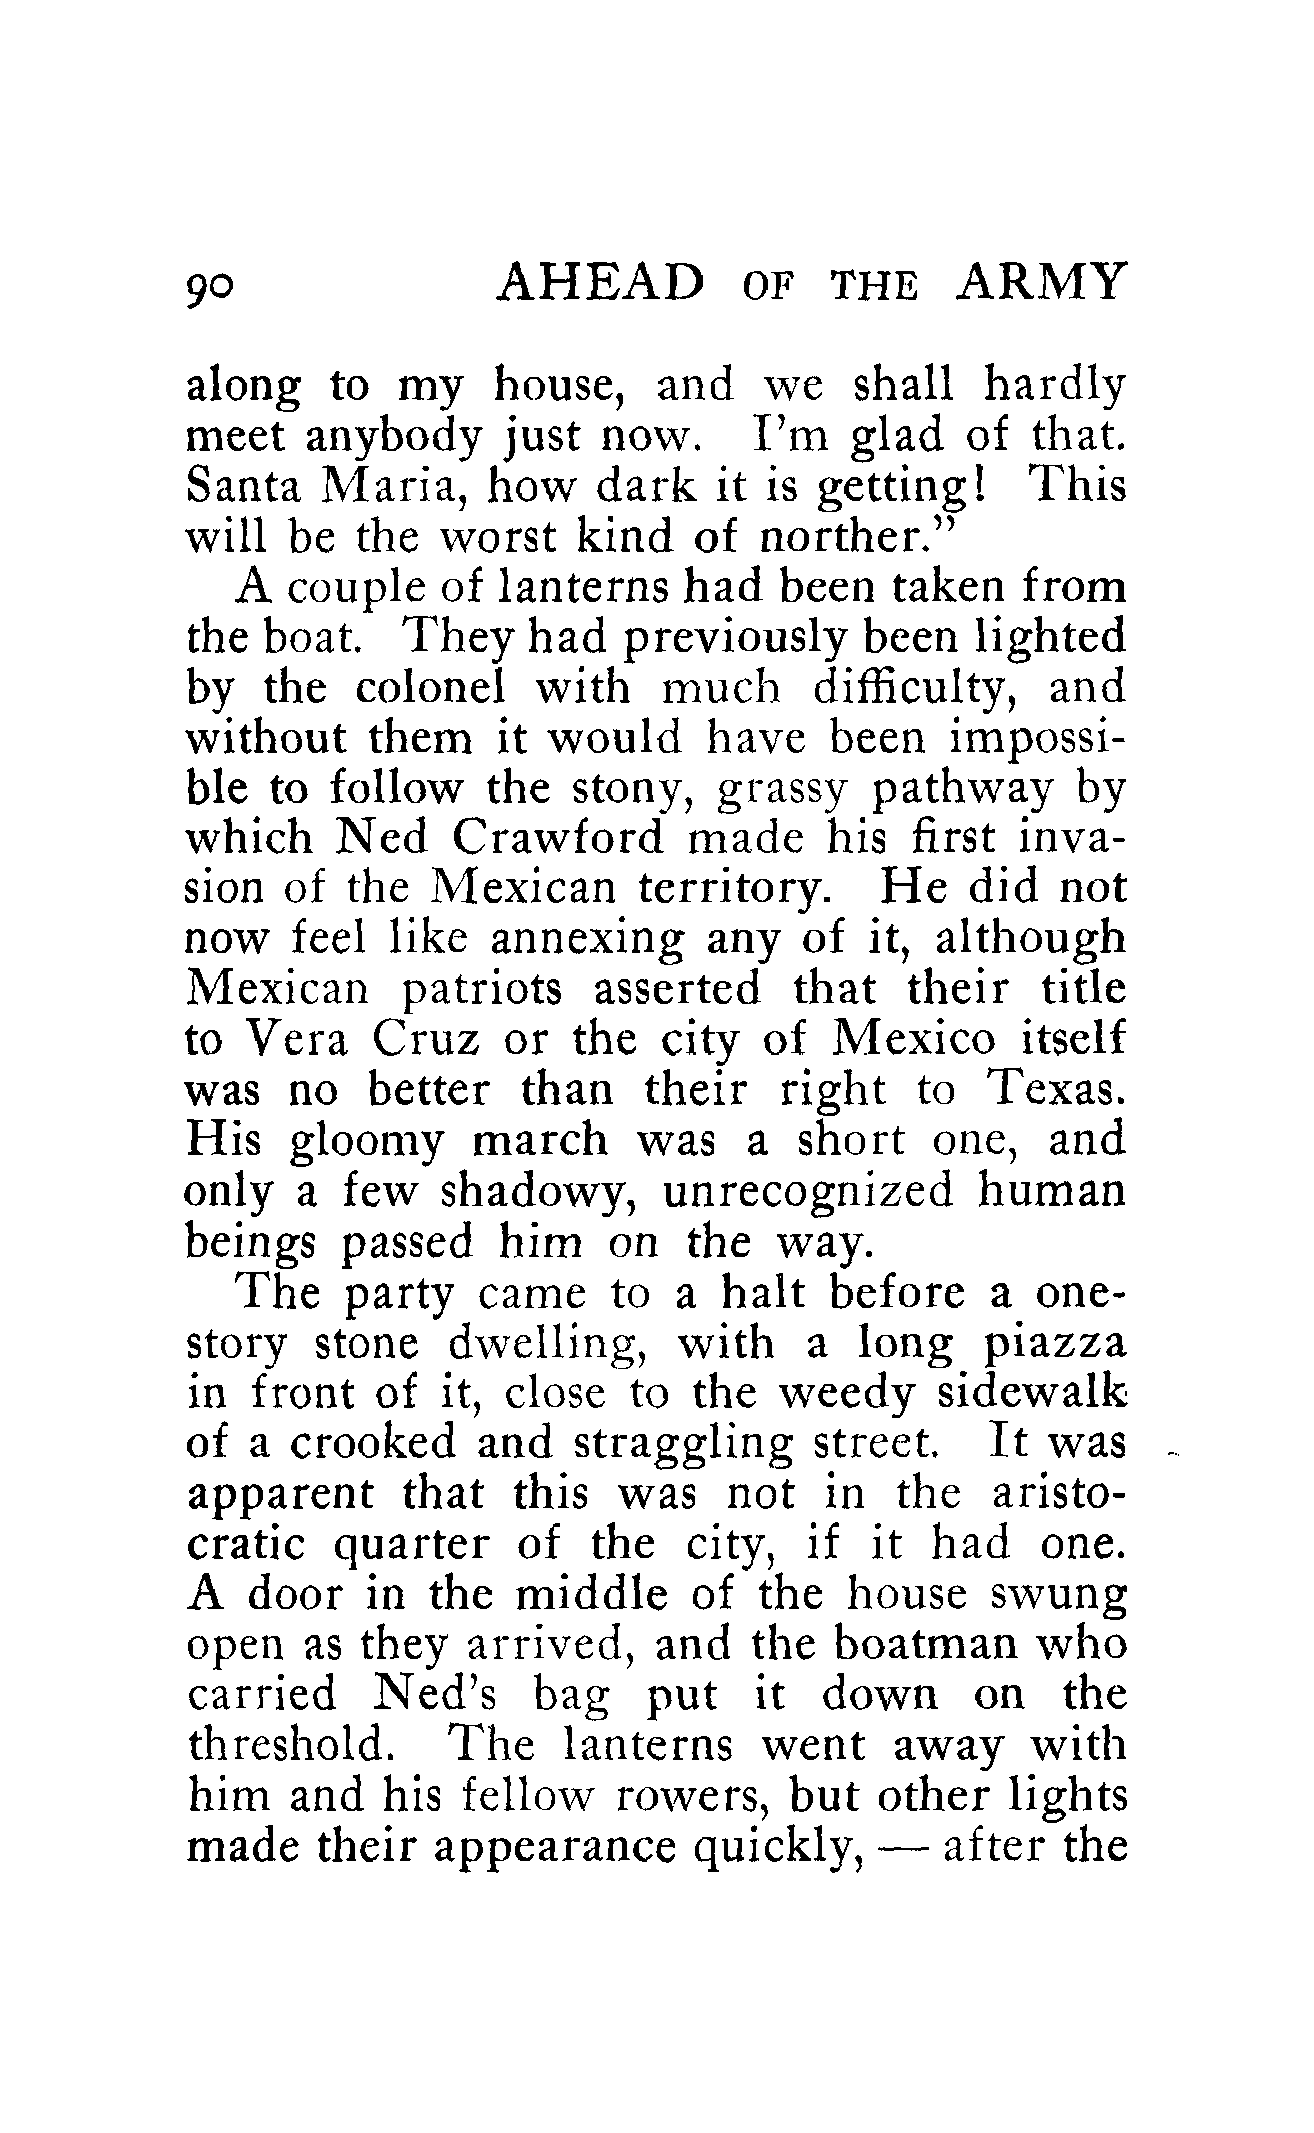 90 AHEAD OF THE ARMY
along to my house, and we shall hardly
meet anybody just now. I'm glad of that.
Santa Maria, how dark it is getting! This
will be the worst kind of norther."
A couple of lanterns had been taken from
the boat. They had previously been lighted
by the colonel with much difficulty, and
without them it would have been impossi-
ble to follow the stony, grassy pathway by
which Ned Crawford made his first inva-
sion of the Mexican territory. He did not
now feel like annexing any of it, although
Mexican patriots asserted that their title
to Vera Cruz or the city of Mexico itself
was no better than their right to Texas.
His gloomy march was a short one, and
only a few shadowy, unrecognized human
beings passed him on the way.
The party came to a halt before a one-
story stone dwelling, with a long piazza
in front of it, close to the weedy sidewalk
of a crooked and straggling street. It was
apparent that this was not in the aristo-
cratic quarter of the city, if it had one.
A door in the middle of the house swung
open as they arrived, and the boatman who
carried Ned's bag put it down on the
threshold. The lanterns went away with
him and his fellow rowers, but other lights
made their appearance quickly, — after the